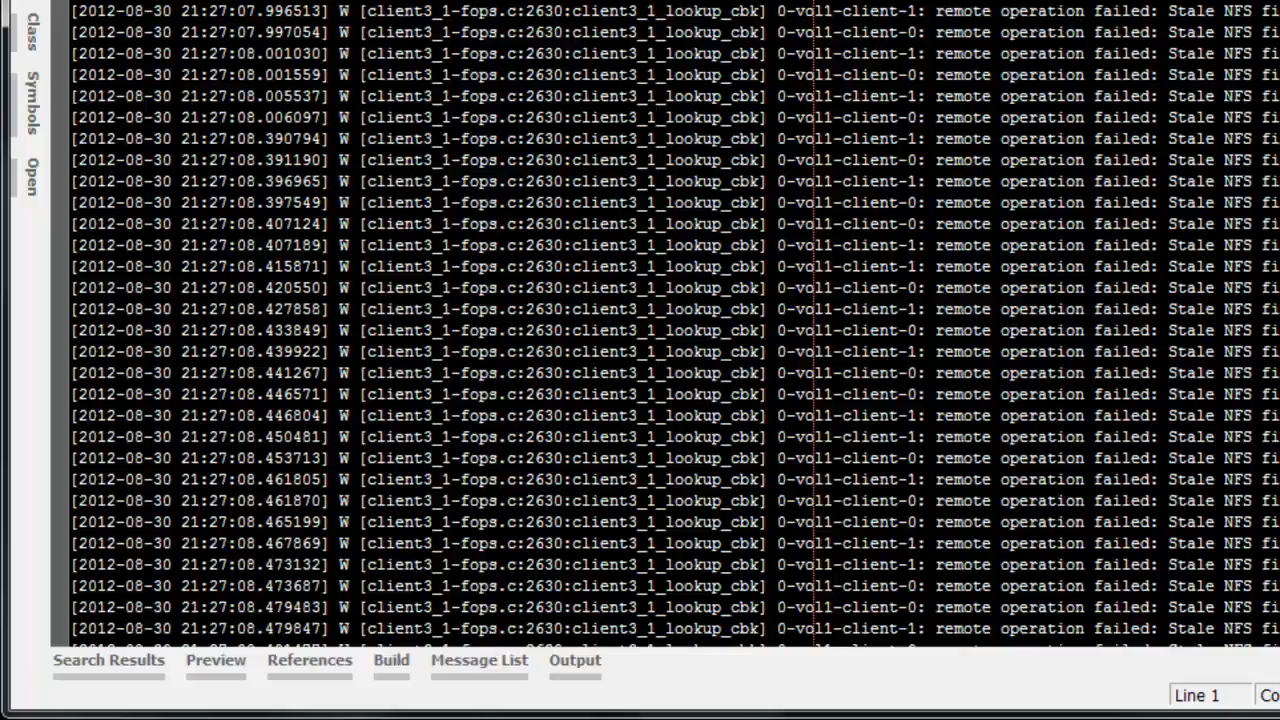 Class
Symbols
Open
[2012-08-30 21:27:07.996513] W [client3_1-fops.c:2630:client3_1_lookup_cbk] 0-vol1-client-1: remote operation failed: Stale NFS fi
[2012-08-30 21:27:07.997054] W [client3_1-fops.c:2630:client3_1_lookup_cbk] 0-vol1-client-0: remote operation failed: Stale NFS fi
[2012-08-30 21:27:08.001030] W [client3_1-fops.c:2630:client3_1_lookup_cbk] 0-vol1-client-1: remote operation failed: Stale NFS fi
[2012-08-30 21:27:08.001559] W [client3_1-fops.c:2630:client3_1_lookup_cbk] 0-vol1-client-0: remote operation failed: Stale NFS fi
[2012-08-30 21:27:08.005537] W [client3_1-fops.c:2630:client3_1_lookup_cbk] 0-vol1-client-1: remote operation failed: Stale NFS fi
[2012-08-30 21:27:08.006097] W [client3_1-fops.c:2630:client3_1_lookup_cbk] 0-vol1-client-0: remote operation failed: Stale NFS fi
[2012-08-30 21:27:08.390794] W [client3_1-fops.c:2630:client3_1_lookup_cbk] 0-vol1-client-1: remote operation failed: Stale NFS fi
[2012-08-30 21:27:08.391190] W [client3_1-fops.c:2630:client3_1_lookup_cbk] 0-vol1-client-0: remote operation failed: Stale NFS fi
[2012-08-30 21:27:08.396965] W [client3_1-fops.c:2630:client3_1_lookup_cbk] 0-vol1-client-1: remote operation failed: Stale NFS fi
[2012-08-30 21:27:08.397549] W [client3_1-fops.c:2630:client3_1_lookup_cbk] 0-vol1-client-0: remote operation failed: Stale NFS fi
[2012-08-30 21:27:08.407124] W [client3_1-fops.c:2630:client3_1_lookup_cbk] 0-vol1-client-0: remote operation failed: Stale NFS fi
[2012-08-30 21:27:08.407189] W [client3_1-fops.c:2630:client3_1_lookup_cbk] 0-vol1-client-1: remote operation failed: Stale NFS fi
[2012-08-30 21:27:08.415871] W [client3_1-fops.c:2630:client3_1_lookup_cbk] 0-vol1-client-1: remote operation failed: Stale NFS fi
[2012-08-30 21:27:08.420550] W [client3_1-fops.c:2630:client3_1_lookup_cbk] 0-vol1-client-0: remote operation failed: Stale NFS fi
[2012-08-30 21:27:08.427858] W [client3_1-fops.c:2630:client3_1_lookup_cbk] 0-vol1-client-1: remote operation failed: Stale NFS fi
[2012-08-30 21:27:08.433849] W [client3_1-fops.c:2630:client3_1_lookup_cbk] 0-vol1-client-0: remote operation failed: Stale NFS fi
[2012-08-30 21:27:08.439922] W [client3_1-fops.c:2630:client3_1_lookup_cbk] 0-vol1-client-1: remote operation failed: Stale NFS fi
[2012-08-30 21:27:08.441267] W [client3_1-fops.c:2630:client3_1_lookup_cbk] 0-vol1-client-0: remote operation failed: Stale NFS fi
[2012-08-30 21:27:08.446571] W [client3_1-fops.c:2630:client3_1_lookup_cbk] 0-vol1-client-0: remote operation failed: Stale NFS fi
[2012-08-30 21:27:08.446804] W [client3_1-fops.c:2630:client3_1_lookup_cbk] 0-vol1-client-1: remote operation failed: Stale NFS fi
[2012-08-30 21:27:08.450481] W [client3_1-fops.c:2630:client3_1_lookup_cbk] 0-vol1-client-1: remote operation failed: Stale NFS fi
[2012-08-30 21:27:08.453713] W [client3_1-fops.c:2630:client3_1_lookup_cbk] 0-vol1-client-0: remote operation failed: Stale NFS fi
[2012-08-30 21:27:08.461805] W [client3_1-fops.c:2630:client3_1_lookup_cbk] 0-vol1-client-1: remote operation failed: Stale NFS fi
[2012-08-30 21:27:08.461870] W [client3_1-fops.c:2630:client3_1_lookup_cbk] 0-vol1-client-0: remote operation failed: Stale NFS fi
[2012-08-30 21:27:08.465199] W [client3_1-fops.c:2630:client3_1_lookup_cbk] 0-vol1-client-0: remote operation failed: Stale NFS fi
[2012-08-30 21:27:08.467869] W [client3_1-fops.c:2630:client3_1_lookup_cbk] 0-vol1-client-1: remote operation failed: Stale NFS fi
[2012-08-30 21:27:08.473132] W [client3_1-fops.c:2630:client3_1_lookup_cbk] 0-vol1-client-1: remote operation failed: Stale NFS fi
[2012-08-30 21:27:08.473687] W [client3_1-fops.c:2630:client3_1_lookup_cbk] 0-vol1-client-0: remote operation failed: Stale NFS fi
[2012-08-30 21:27:08.479483] W [client3_1-fops.c:2630:client3_1_lookup_cbk] 0-vol1-client-0: remote operation failed: Stale NFS fi
[2012-08-30 21:27:08.479847] W [client3_1-fops.c:2630:client3_1_lookup_cbk] 0-vol1-client-1: remote operation failed: Stale NFS fi
Search Results Preview References Build Message List Output
Line 1 Co